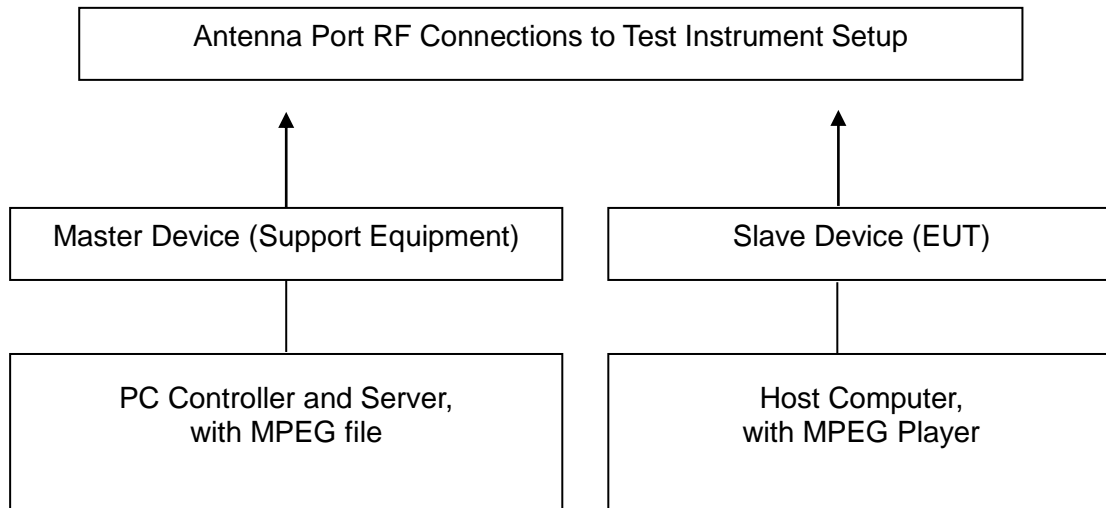 Antenna Port RF Connections to Test Instrument Setup
Master Device (Support Equipment)
Slave Device (EUT)
PC Controller and Server,
with MPEG file
Host Computer,
with MPEG Player